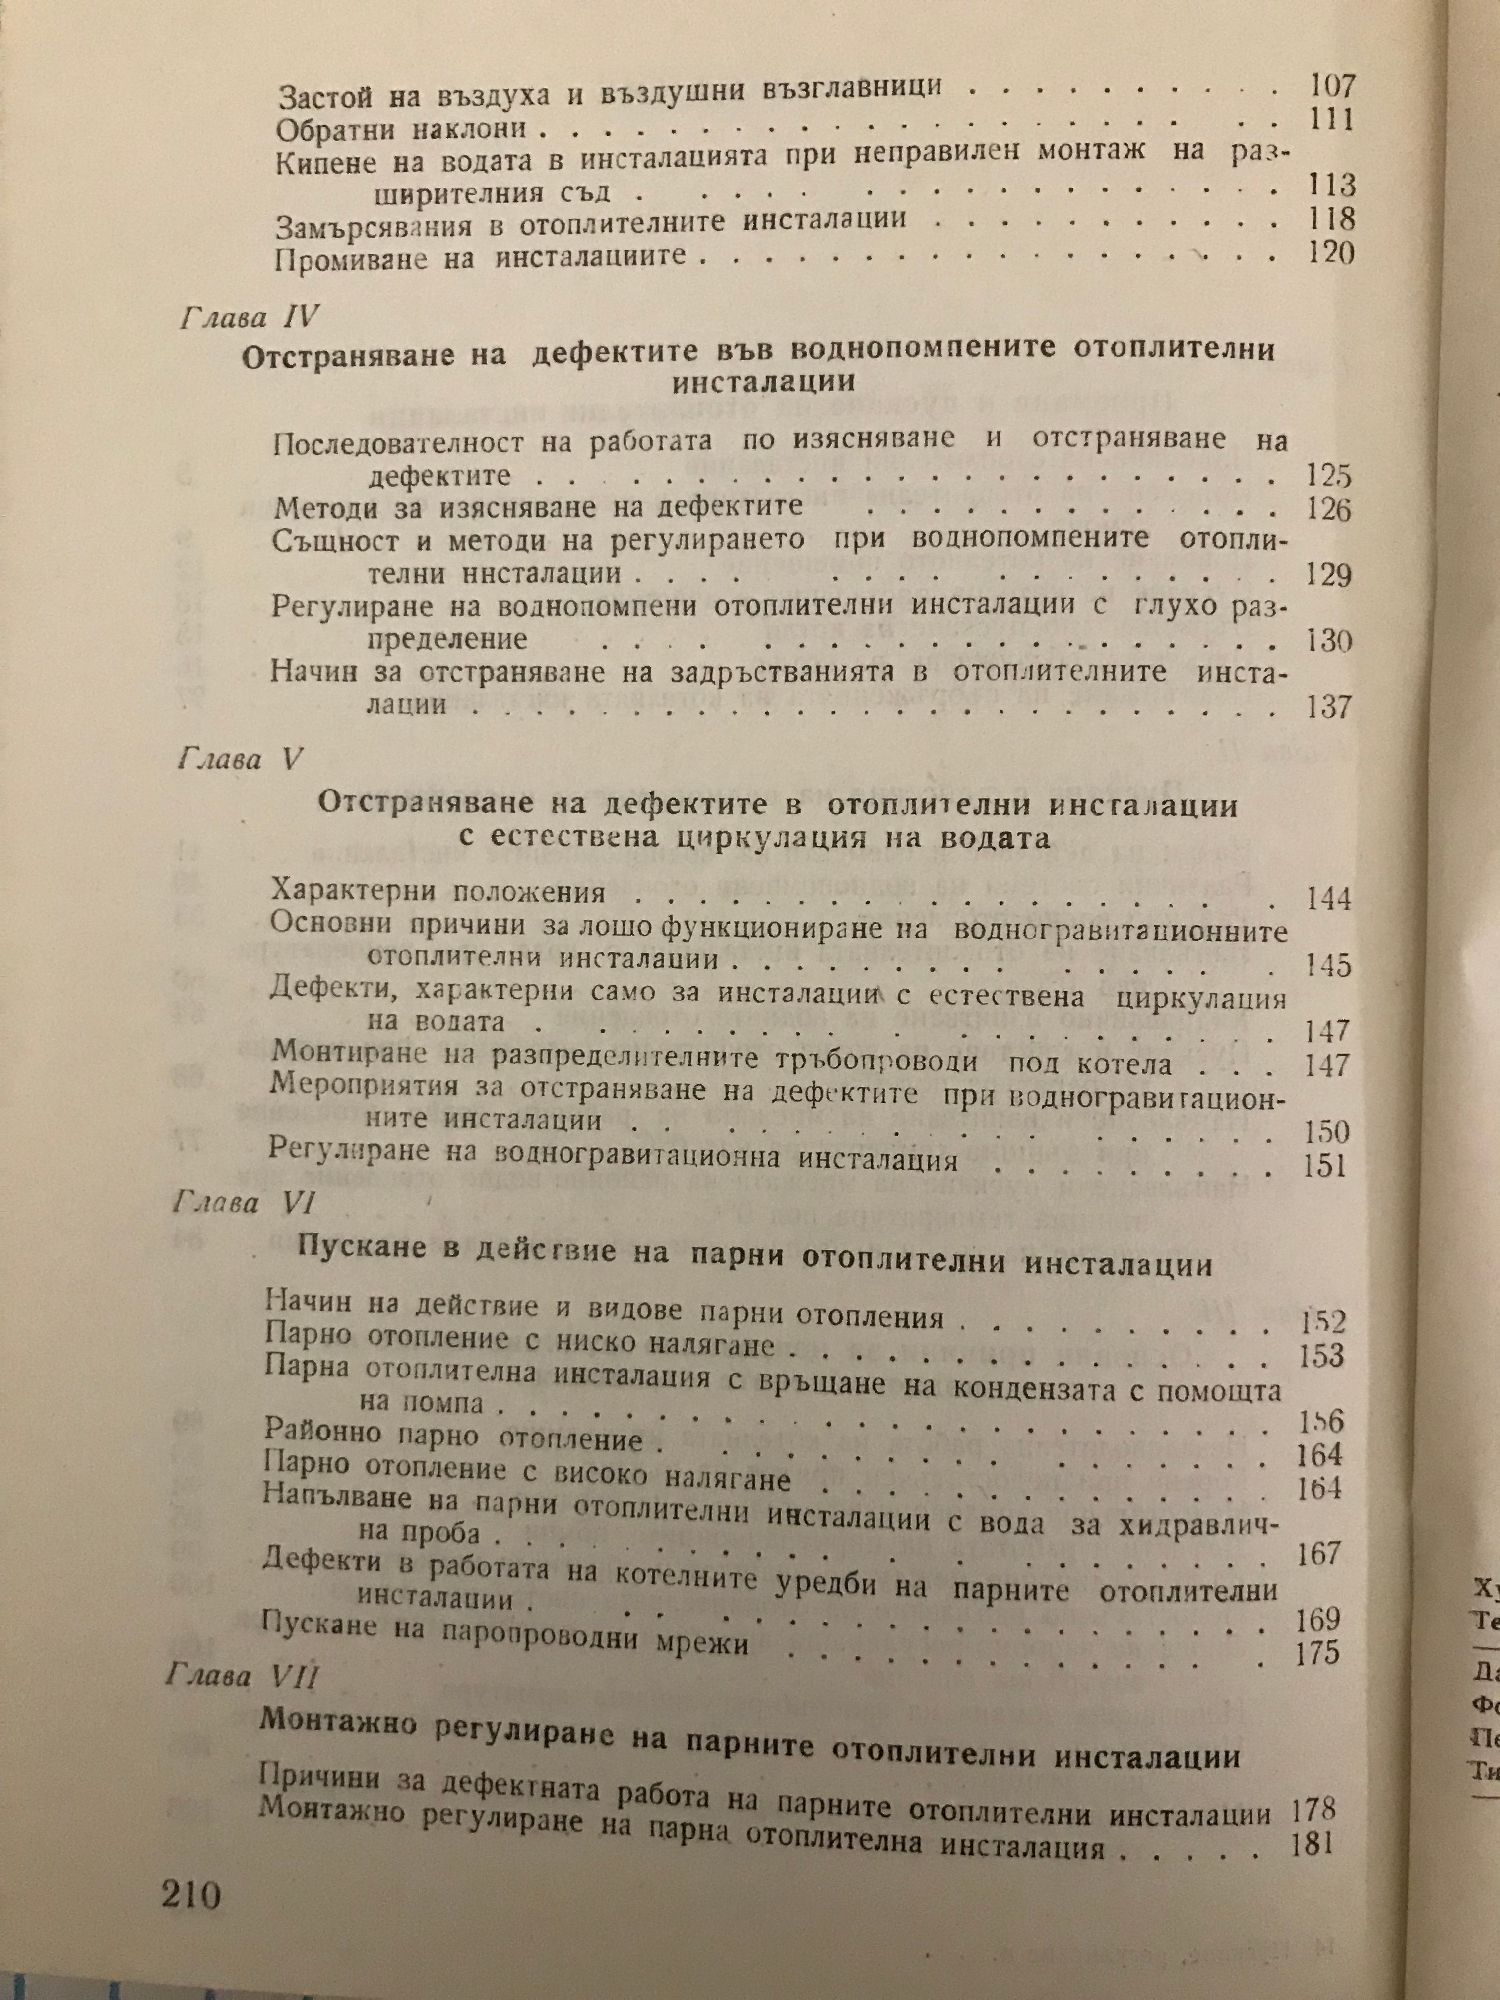 Застой на въздуха и въздушни възглавници . . . . . . . . . . 107
Обратни наклони . . . . . . . . . . . . . . . . . . . . . . 111
Кипене на водата в инсталацията при неправилен монтаж на раз-
ширителния съд . . . . . . . . . . . . . . . . . . 113
Замърсявания в отоплителните инсталации . . . . . . . . . . . 118
Промиване на инсталациите . . . . . . . . . . . . . . . . . . 120
Глава IV
Отстраняване на дефектите във воднопомпените отоплителни
инсталации
Последователност на работата по изясняване и отстраняване на
дефектите . . . . . . . . . . . . . . . . . . . . . . 125
Методи за изясняване на дефектите . . . . . . . . . . . . . 126
Същност и методи на регулирането при воднопомпените отопли-
телни инсталации . . . . . . . . . . . . . . . . . . 129
Регулиране на воднопомпени отоплителни инсталации с глухо раз-
пределение . . . . . . . . . . . . . . . . . . . . 130
Начин за отстраняване на задръстванията в отоплителните инста-
лации . . . . . . . . . . . . . . . . . . . . . . . . . 137
Глава V
Отстраняване на дефектите в отоплителни инсталации
с естествена циркулация на водата
Характерни положения . . . . . . . . . . . . . . . . . . . 144
Основни причини за лошо функциониране на водногравитационните
отоплителни инсталации . . . . . . . . . . . . . . . 145
Дефекти, характерни само за инсталации с естествена циркулация
на водата . . . . . . . . . . . . . . . . . . . . . 147
Монтиране на разпределителните тръбопроводи под котела . . . 147
Мероприятия за отстраняване на дефектите при водногравитацион-
ните инсталации . . . . . . . . . . . . . . . . . . 150
Регулиране на водногравитационна инсталация . . . . . . . . . 151
Глава VI
Пускане в действие на парни отоплителни инсталации
Начин на действие и видове парни отопления . . . . . . . . . . 152
Парно отопление с ниско налягане . . . . . . . . . . . . . . . 153
Парна отоплителна инсталация с връщане на кондензата с помощта
на помпа . . . . . . . . . . . . . . . . . . . . . . . 156
Районно парно отопление . . . . . . . . . . . . . . . . . . 164
Парно отопление с високо налягане . . . . . . . . . . . . . . 164
Напълване на парни отоплителни инсталации с вода за хидравлич-
на проба . . . . . . . . . . . . . . . . . . . . . . 167
Дефекти в работата на котелните уредби на парните отоплителни
инсталации . . . . . . . . . . . . . . . . . . . . 169
Пускане на паропроводни мрежи . . . . . . . . . . . . . . 175
Глава VII
Монтажно регулиране на парните отоплителни инсталации
Причини за дефектната работа на парните отоплителни инсталации 178
Монтажно регулиране на парна отоплителна инсталация . . . . . 181
210